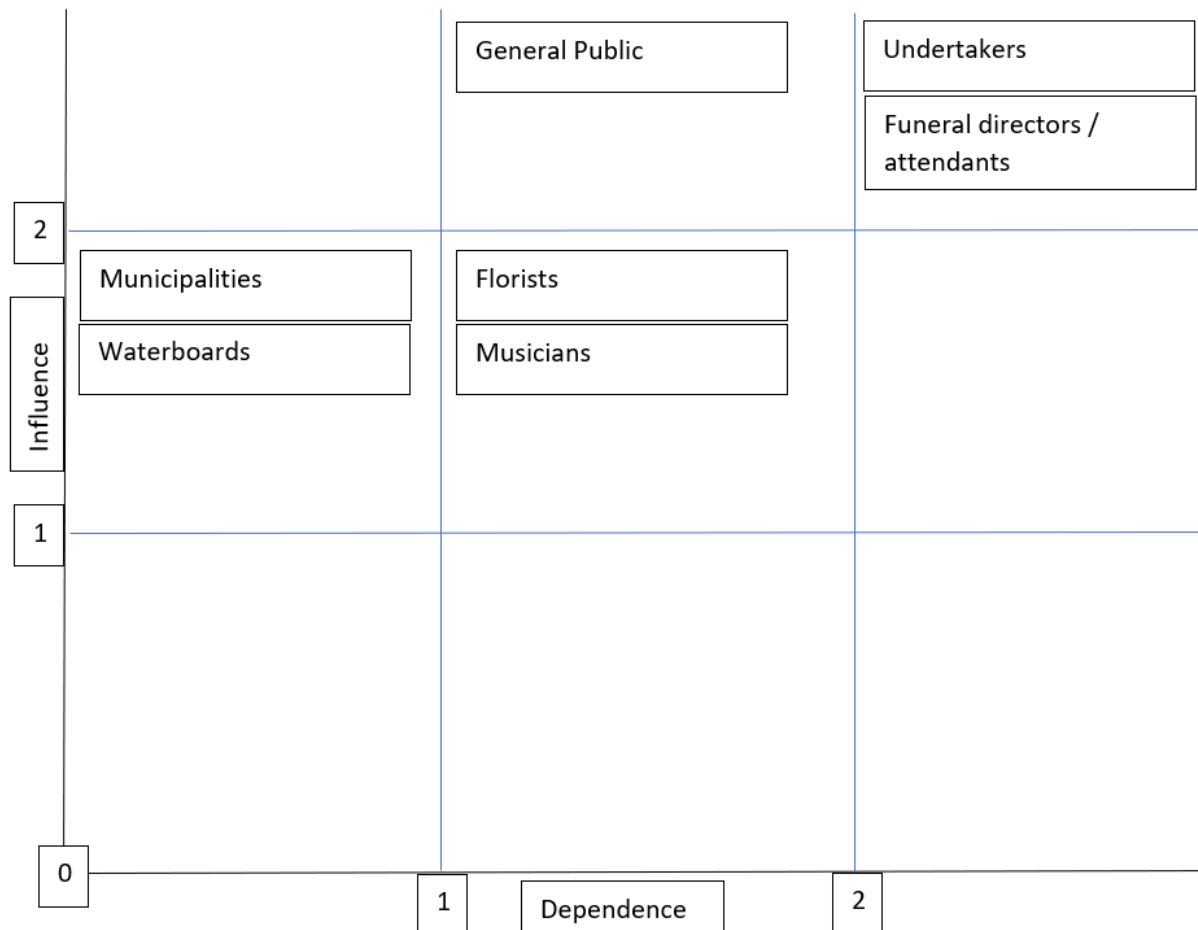 General Public
Undertakers
Funeral directors /
attendants
2
Municipalities
Florists
Waterboards
Musicians
Influence
1
0
1
Dependence
2